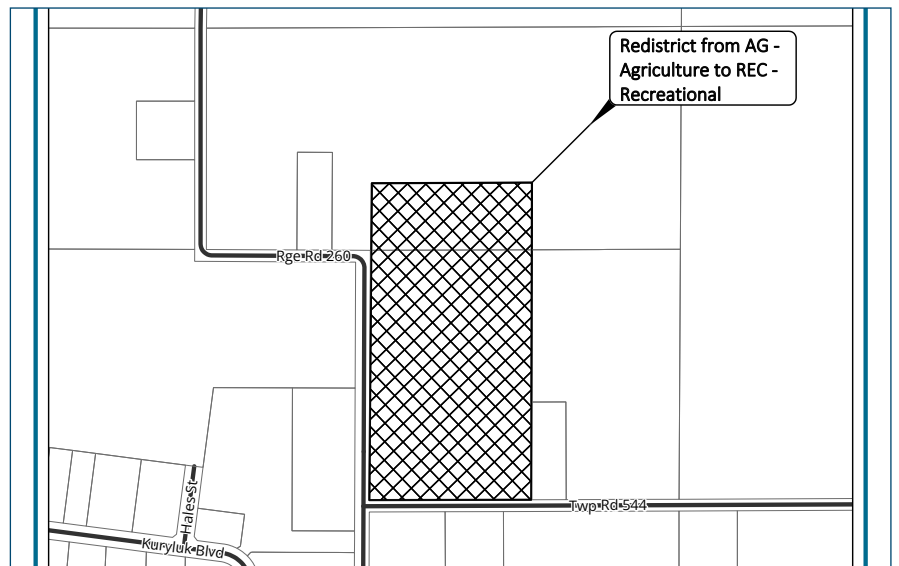 Redistrict from AG -
Agriculture to REC -
Recreational
Rge Rd 260
Twp Rd 544
Hales St
Kuryluk Blvd